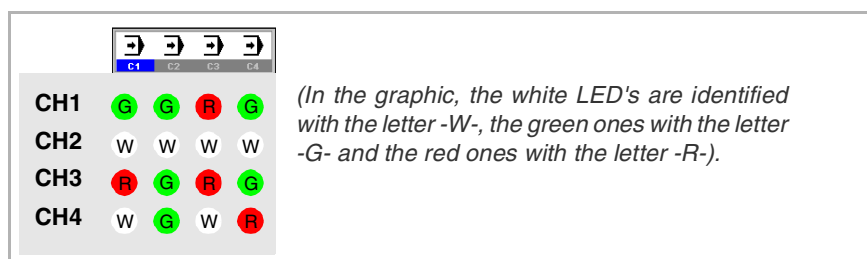 C1 C2 C3 C4
CH1 G G R G
CH2 W W W W
CH3 R G R G
CH4 W G W R
(In the graphic, the white LED's are identified
with the letter -W-, the green ones with the letter
-G- and the red ones with the letter -R-).